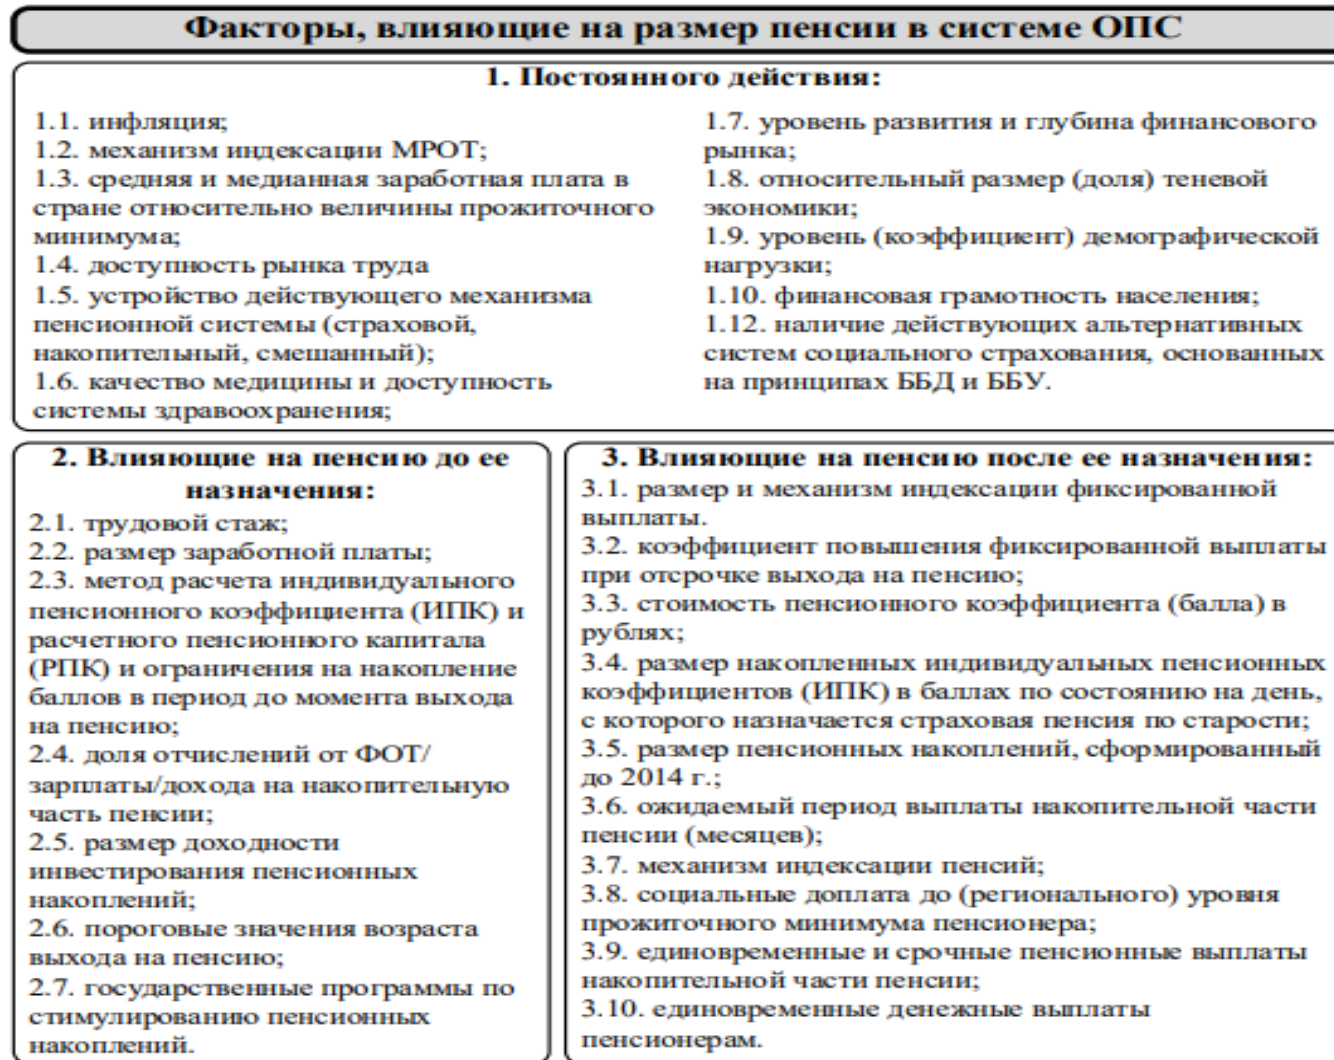 Факторы, влияющие на размер пенсии в системе ОПС
1. Постоянного действия:
1.1. инфляция;
1.2. механизм индексации МРОТ;
1.3. средняя и медианная заработная плата в
стране относительно величины прожиточного
минимума;
1.4. доступность рынка труда
1.5. устройство действующего механизма
пенсионной системы (страховой,
накопительный, смешанный);
1.6. качество медицины и доступность
системы здравоохранения;
1.7. уровень развития и глубина финансового
рынка;
1.8. относительный размер (доля) теневой
экономики;
1.9. уровень (коэффициент) демографической
нагрузки;
1.10. финансовая грамотность населения;
1.12. наличие действующих альтернативных
систем социального страхования, основанных
на принципах ББД и ББУ.
2. Влияющие на пенсию до ее
назначения:
2.1. трудовой стаж;
2.2. размер заработной платы;
2.3. метод расчета индивидуального
пенсионного коэффициента (ИПК) и
расчетного пенсионного капитала
(РПК) и ограничения на накопление
баллов в период до момента выхода
на пенсию;
2.4. доля отчислений от ФОТ/
зарплаты/дохода на накопительную
часть пенсии;
2.5. размер доходности
инвестирования пенсионных
накоплений;
2.6. пороговые значения возраста
выхода на пенсию;
2.7. государственные программы по
стимулированию пенсионных
накоплений.
3. Влияющие на пенсию после ее назначения:
3.1. размер и механизм индексации фиксированной
выплаты.
3.2. коэффициент повышения фиксированной выплаты
при отсрочке выхода на пенсию;
3.3. стоимость пенсионного коэффициента (балла) в
рублях;
3.4. размер накопленных индивидуальных пенсионных
коэффициентов (ИПК) в баллах по состоянию на день,
с которого назначается страховая пенсия по старости;
3.5. размер пенсионных накоплений, сформированный
до 2014 г.;
3.6. ожидаемый период выплаты накопительной части
пенсии (месяцев);
3.7. механизм индексации пенсий;
3.8. социальные доплата до (регионального) уровня
прожиточного минимума пенсионера;
3.9. единовременные и срочные пенсионные выплаты
накопительной части пенсии;
3.10. единовременные денежные выплаты
пенсионерам.